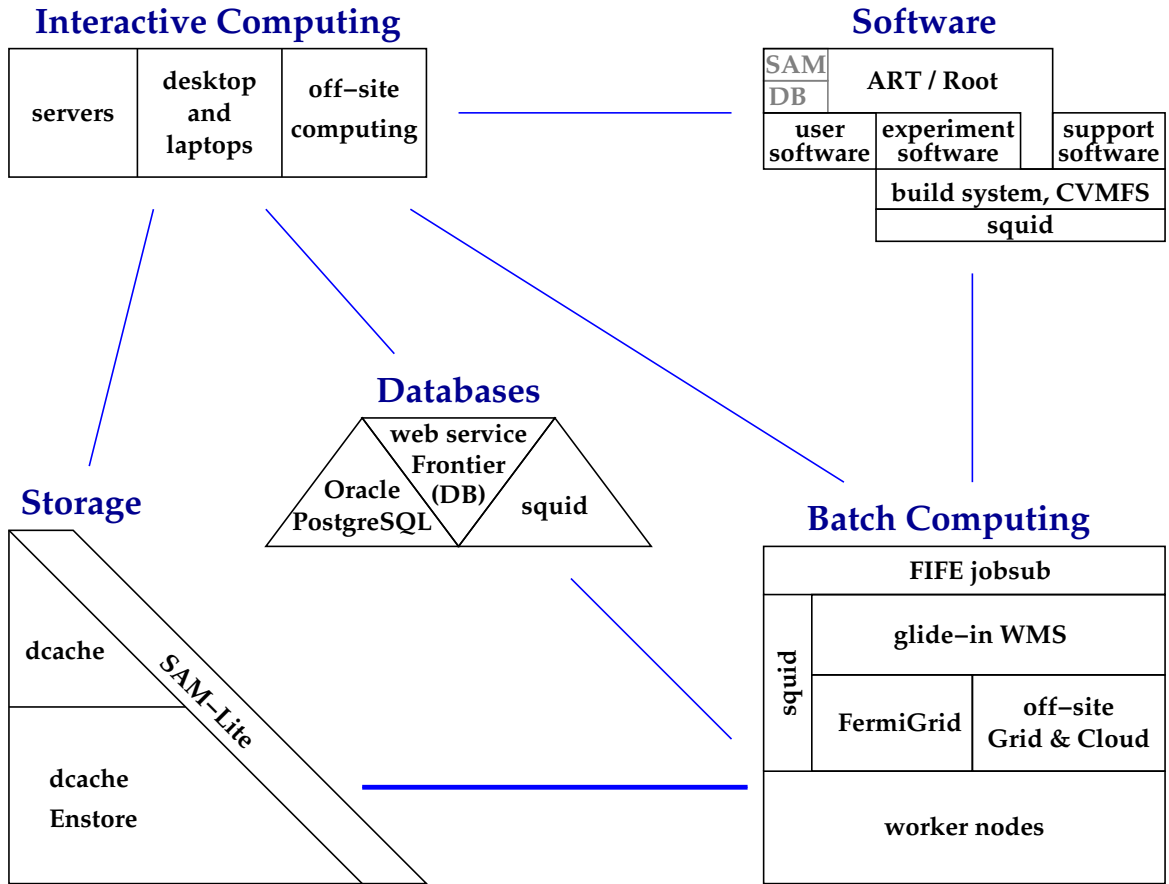 Interactive Computing
servers
desktop
and
laptops
off−site
computing
Software
SAM
DB
ART / Root
user
software
experiment
software
support
software
build system, CVMFS
squid
Databases
web service
Frontier
(DB)
Oracle
PostgreSQL
squid
Storage
dcache
SAM−Lite
dcache
Enstore
Batch Computing
FIFE jobsub
squid
glide−in WMS
FermiGrid
off−site
Grid & Cloud
worker nodes